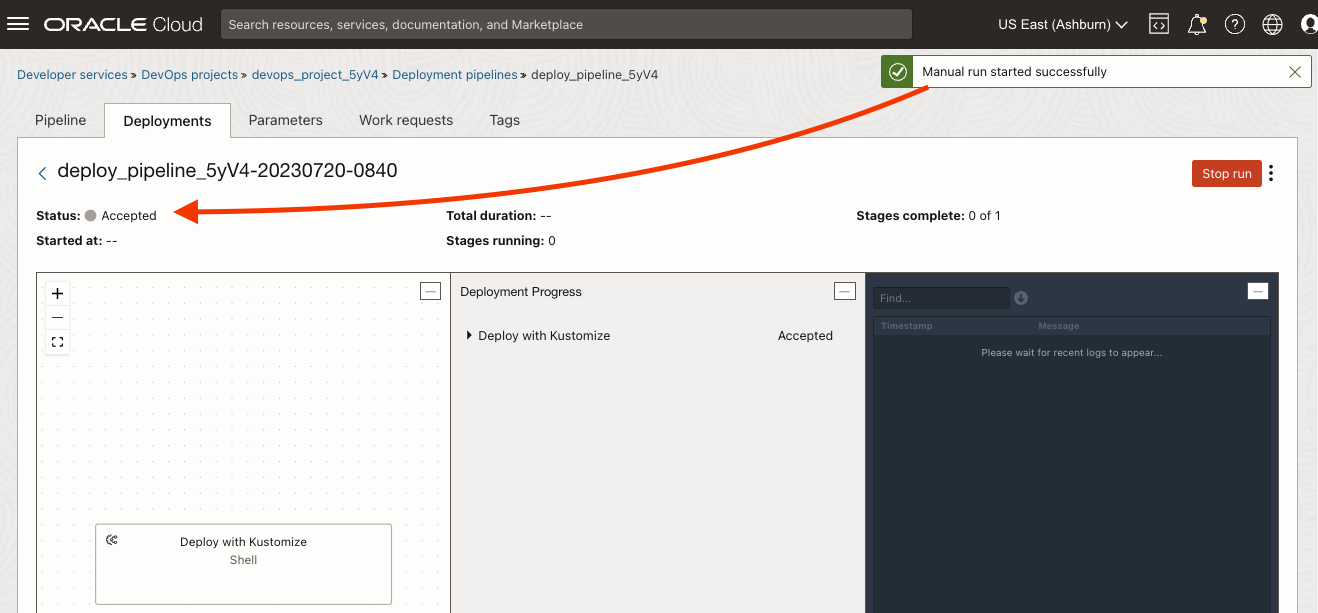 ORACLE Cloud
Search resources, services, documentation, and Marketplace
US East (Ashburn)
Developer services » DevOps projects » devops_project_5yV4 » Deployment pipelines » deploy_pipeline_5yV4
Manual run started successfully
Pipeline
Deployments
Parameters
Work requests
Tags
deploy_pipeline_5yV4-20230720-0840
Stop run
Status: Accepted
Total duration: --
Stages complete: 0 of 1
Started at: --
Stages running: 0
Deployment Progress
Find...
Timestamp
Message
Deploy with Kustomize
Accepted
Please wait for recent logs to appear...
Deploy with Kustomize
Shell